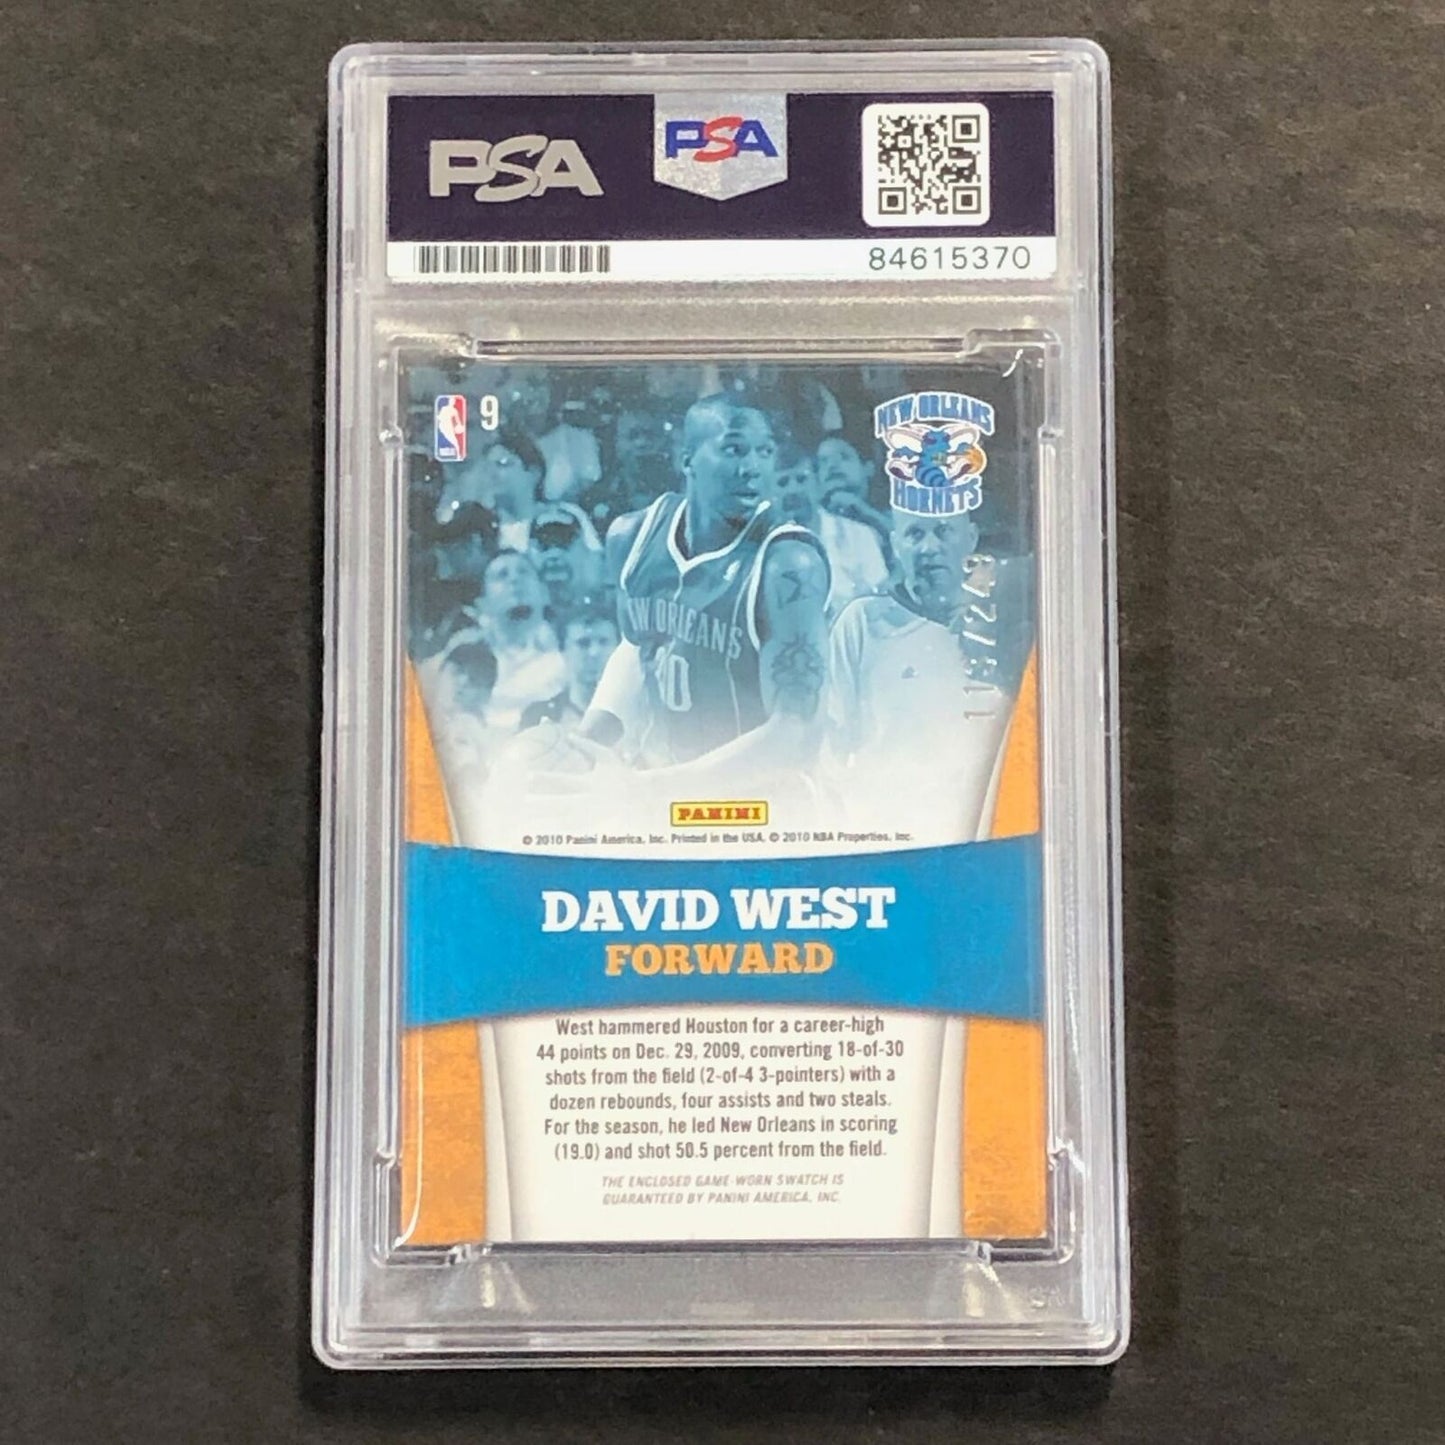 PSA
PSA
84615370
9
NEW ORLEANS
HORNETS
NBA
NEW ORLEANS
30
PANINI
© 2010 Panini America, Inc. Printed in the USA. © 2010 NBA Properties, Inc.
DAVID WEST
FORWARD
West hammered Houston for a career-high
44 points on Dec. 29, 2009, converting 18-of-30
shots from the field (2-of-4 3-pointers) with a
dozen rebounds, four assists and two steals.
For the season, he led New Orleans in scoring
(19.0) and shot 50.5 percent from the field.
THE ENCLOSED GAME-WORN SWATCH IS
GUARANTEED BY PANINI AMERICA, INC.